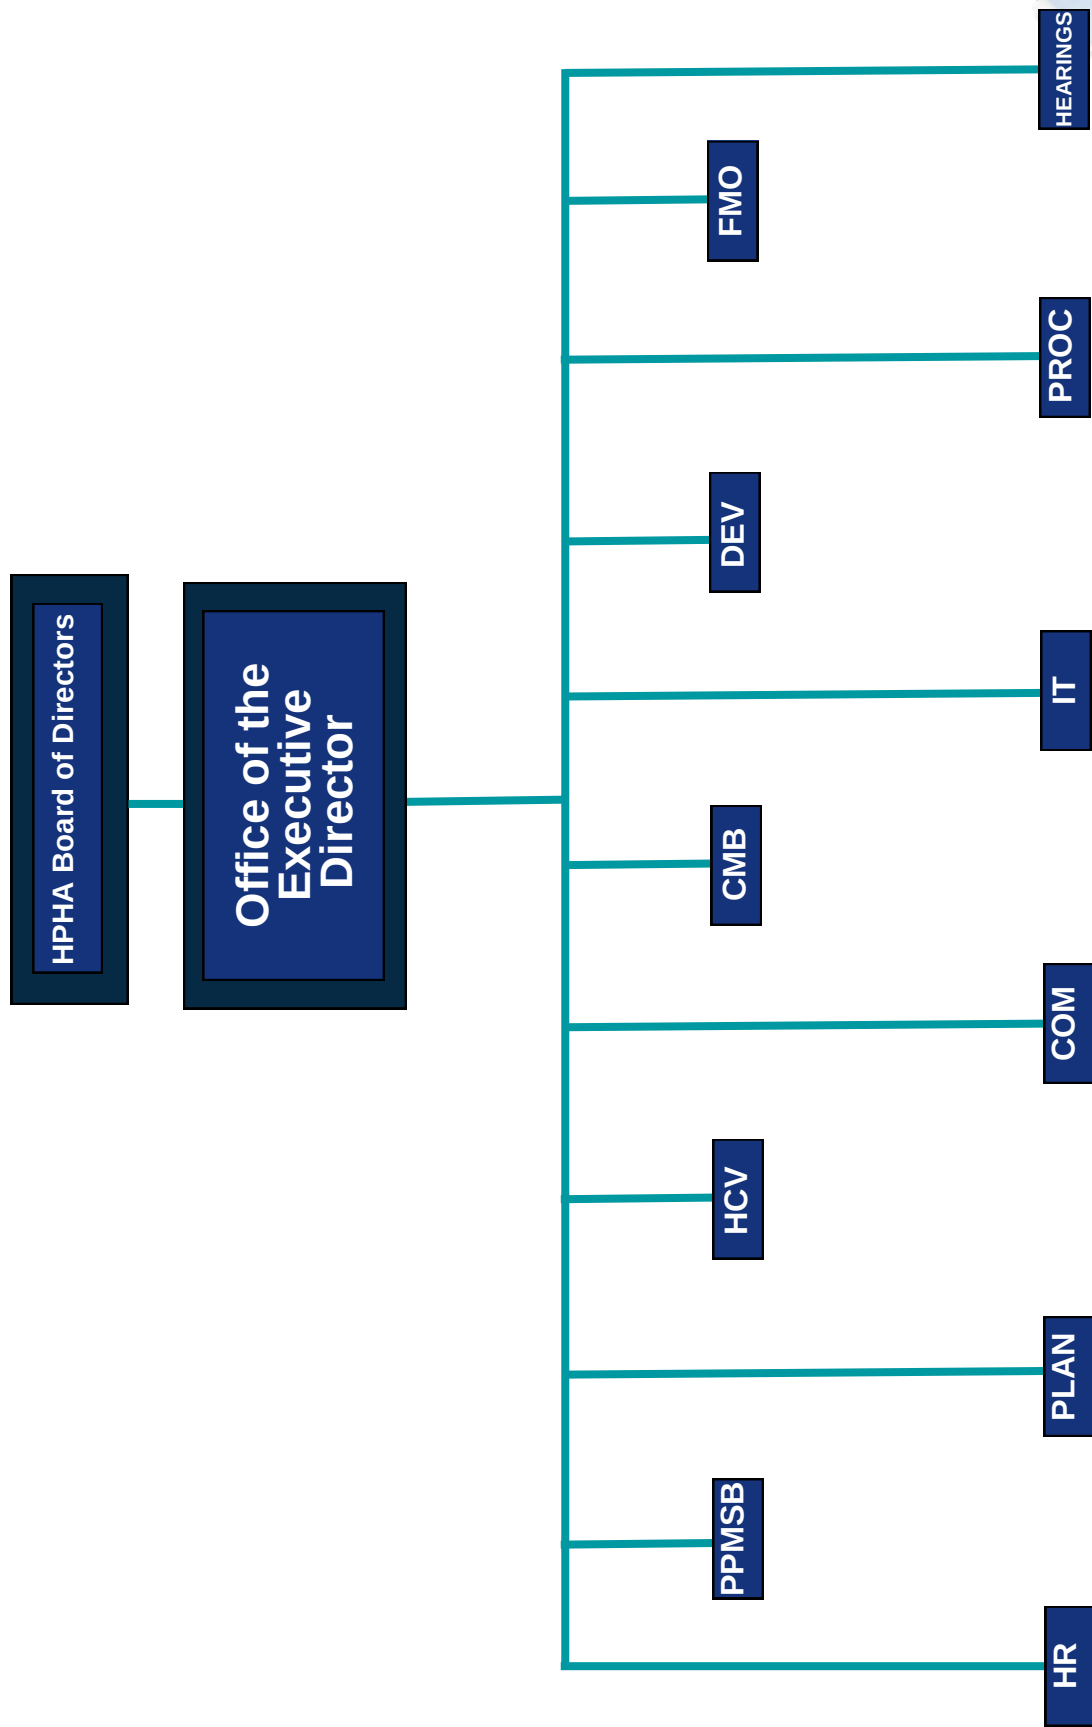 HPHA Board of Directors
Office of the
Executive
Director
PPMSB
HCV
CMB
DEV
FMO
HR
PLAN
COM
IT
PROC
HEARINGS